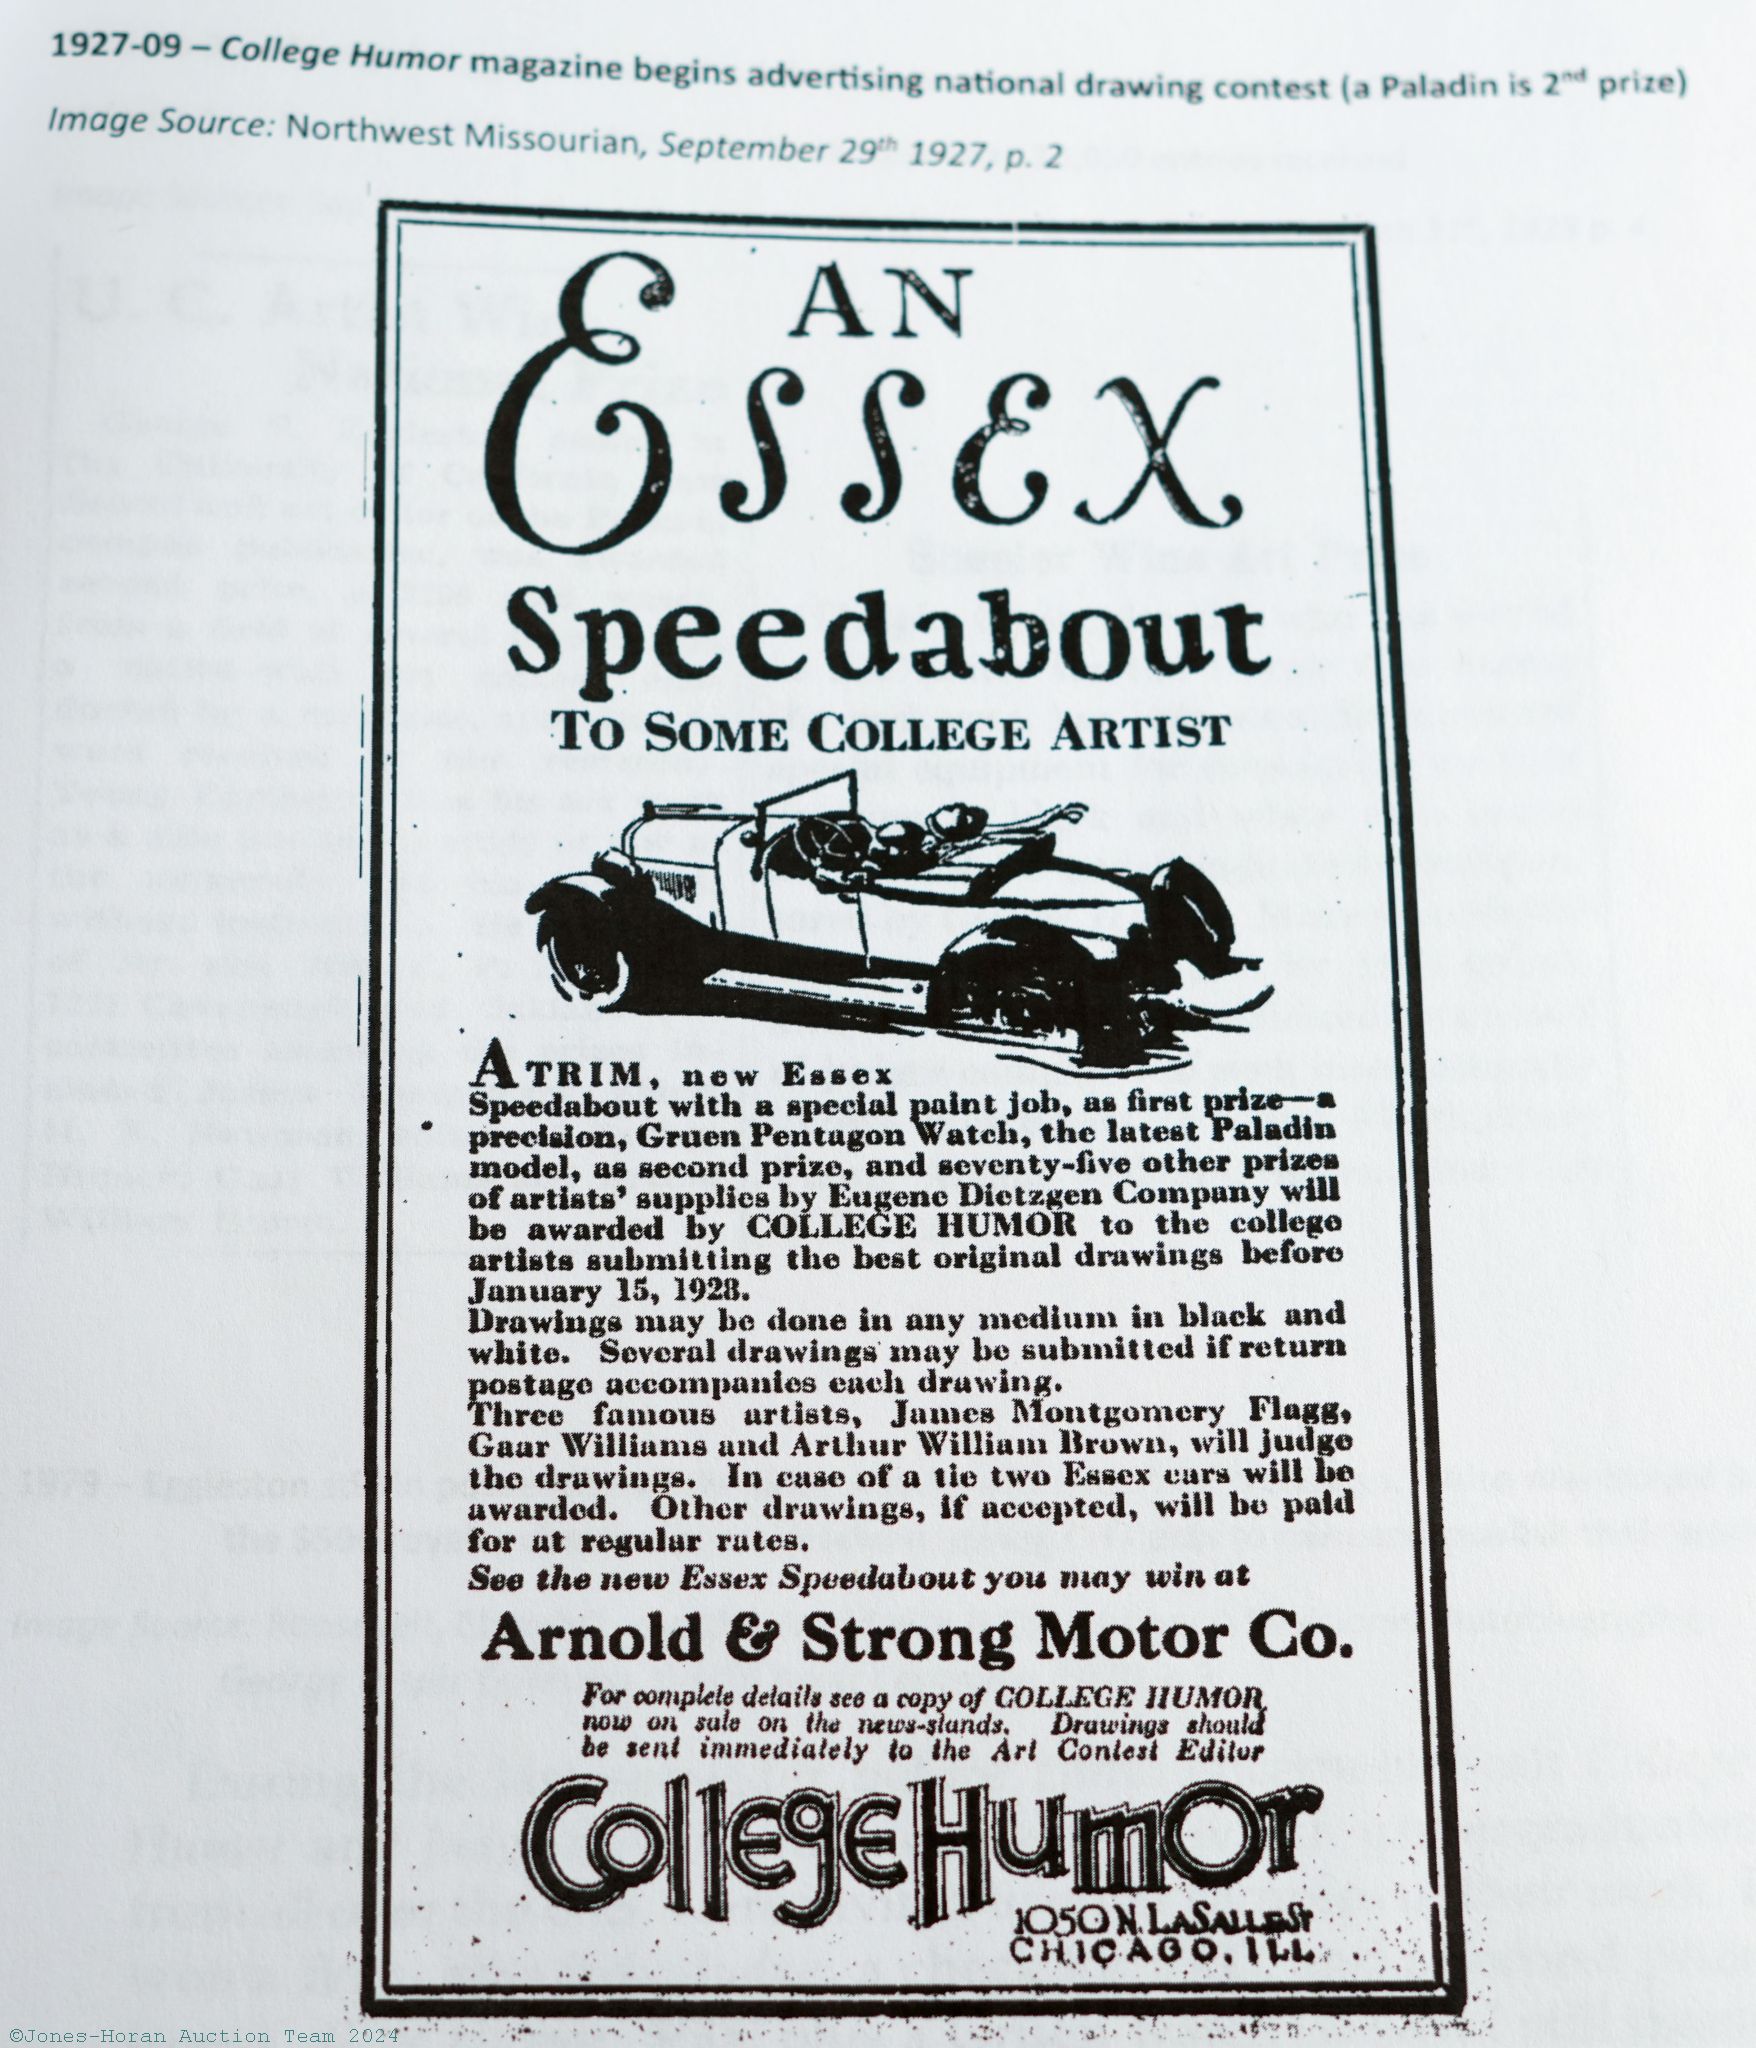 1927-09 – College Humor magazine begins advertising national drawing contest (a Paladin is 2nd prize)
Image Source: Northwest Missourian, September 29th 1927, p. 2
AN
ESSEX
Speedabout
TO SOME COLLEGE ARTIST
A TRIM, new Essex
Speedabout with a special paint job, as first prize—a
precision, Gruen Pentagon Watch, the latest Paladin
model, as second prize, and seventy-five other prizes
of artists' supplies by Eugene Dietzgen Company will
be awarded by COLLEGE HUMOR to the college
artists submitting the best original drawings before
January 15, 1928.
Drawings may be done in any medium in black and
white. Several drawings may be submitted if return
postage accompanies each drawing.
Three famous artists, James Montgomery Flagg,
Gaar Williams and Arthur William Brown, will judge
the drawings. In case of a tie two Essex cars will be
awarded. Other drawings, if accepted, will be paid
for at regular rates.
See the new Essex Speedabout you may win at
Arnold & Strong Motor Co.
For complete details see a copy of COLLEGE HUMOR,
now on sale on the news-stands. Drawings should
be sent immediately to the Art Contest Editor
College Humor
1050 N. LaSalle St
CHICAGO, ILL
©Jones-Horan Auction Team 2024